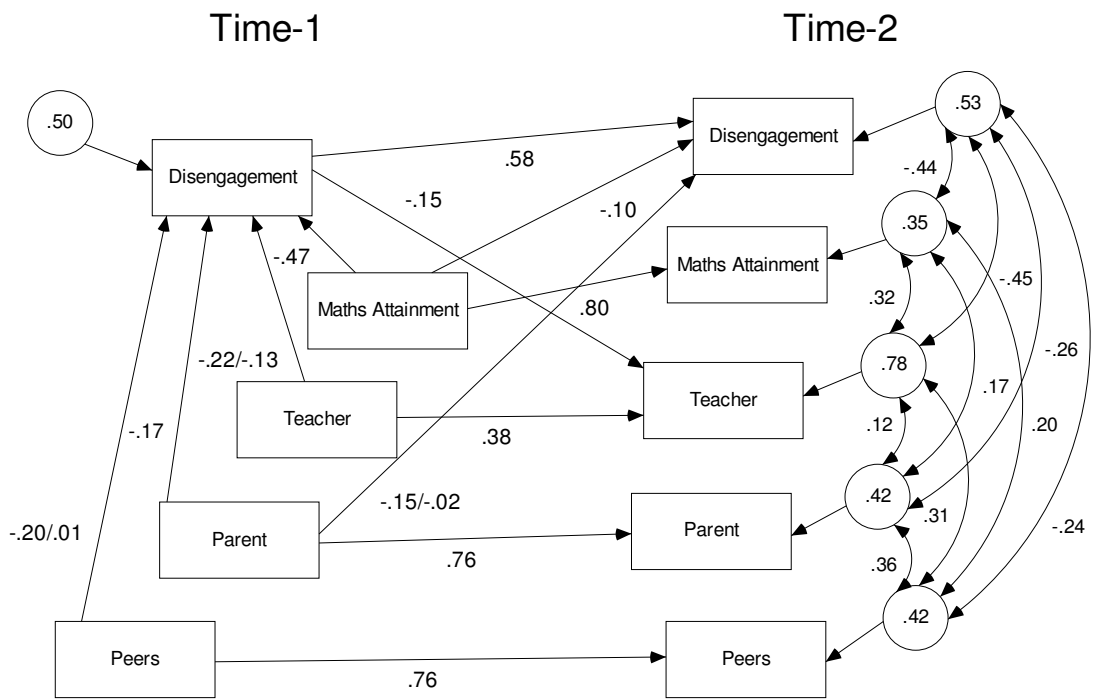 Time-1
Time-2
.50
.53
Disengagement
Disengagement
.58
-.44
-.15
-.10
.35
-.47
Maths Attainment
-.45
Maths Attainment
.32
.80
-.22/-.13
.78
-.26
Teacher
.17
Teacher
.12
.20
-.17
.38
.42
-.15/-.02
.31
-.24
-.20/.01
Parent
Parent
.76
.36
.42
Peers
Peers
.76